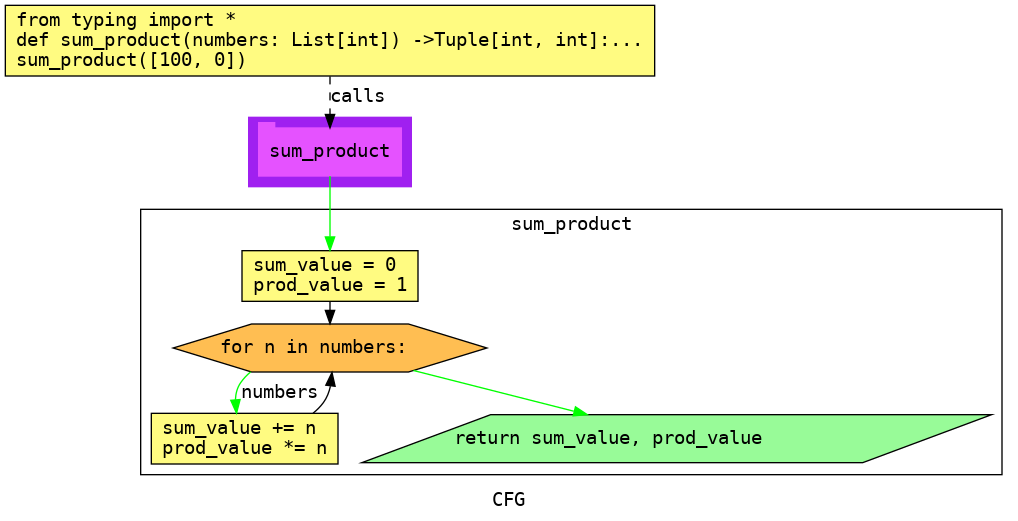 from typing import *
def sum_product(numbers: List[int]) ->Tuple[int, int]:...
sum_product([100, 0])
calls
sum_product
sum_product
sum_value = 0
prod_value = 1
for n in numbers:
numbers
sum_value += n
prod_value *= n
return sum_value, prod_value
CFG